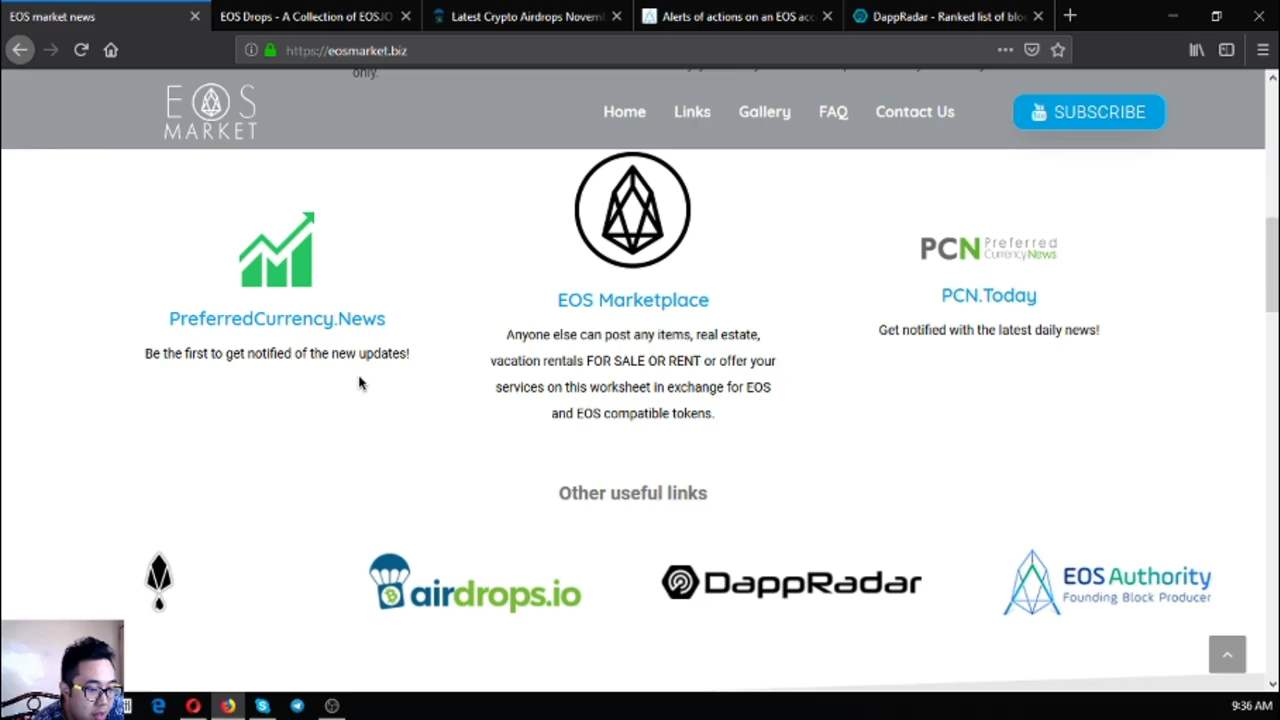 EOS market news
EOS Drops - A Collection of EOS.IO
Latest Crypto Airdrops Novemb
Alerts of actions on an EOS acc
DappRadar - Ranked list of blo
https://eosmarket.biz
only.
EOS
MARKET
Home
Links
Gallery
FAQ
Contact Us
You Tube
SUBSCRIBE
PreferredCurrency.News
Be the first to get notified of the new updates!
EOS Marketplace
Anyone else can post any items, real estate,
vacation rentals FOR SALE OR RENT or offer your
services on this worksheet in exchange for EOS
and EOS compatible tokens.
PCN Preferred
Currency News
PCN.Today
Get notified with the latest daily news!
Other useful links
airdrops.io
DappRadar
EOS Authority
Founding Block Producer
9:36 AM